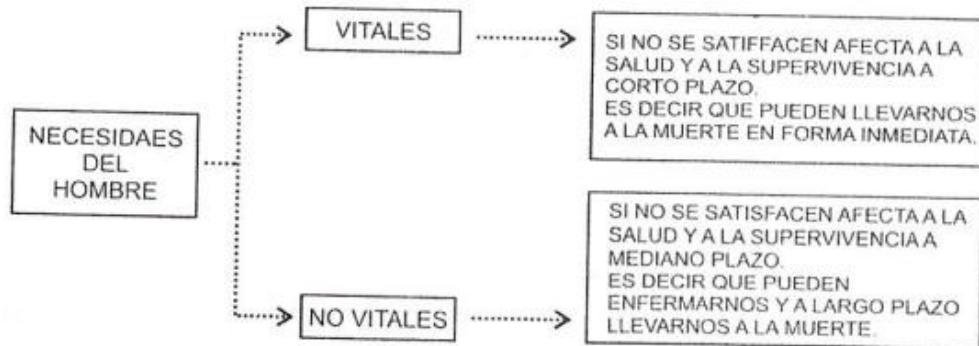 NECESIDAES
DEL
HOMBRE
VITALES
SI NO SE SATIFFACEN AFECTA A LA
SALUD Y A LA SUPERVIVENCIA A
CORTO PLAZO.
ES DECIR QUE PUEDEN LLEVARNOS
A LA MUERTE EN FORMA INMEDIATA.
NO VITALES
SI NO SE SATISFACEN AFECTA A LA
SALUD Y A LA SUPERVIVENCIA A
MEDIANO PLAZO.
ES DECIR QUE PUEDEN
ENFERMARNOS Y A LARGO PLAZO
LLEVARNOS A LA MUERTE.